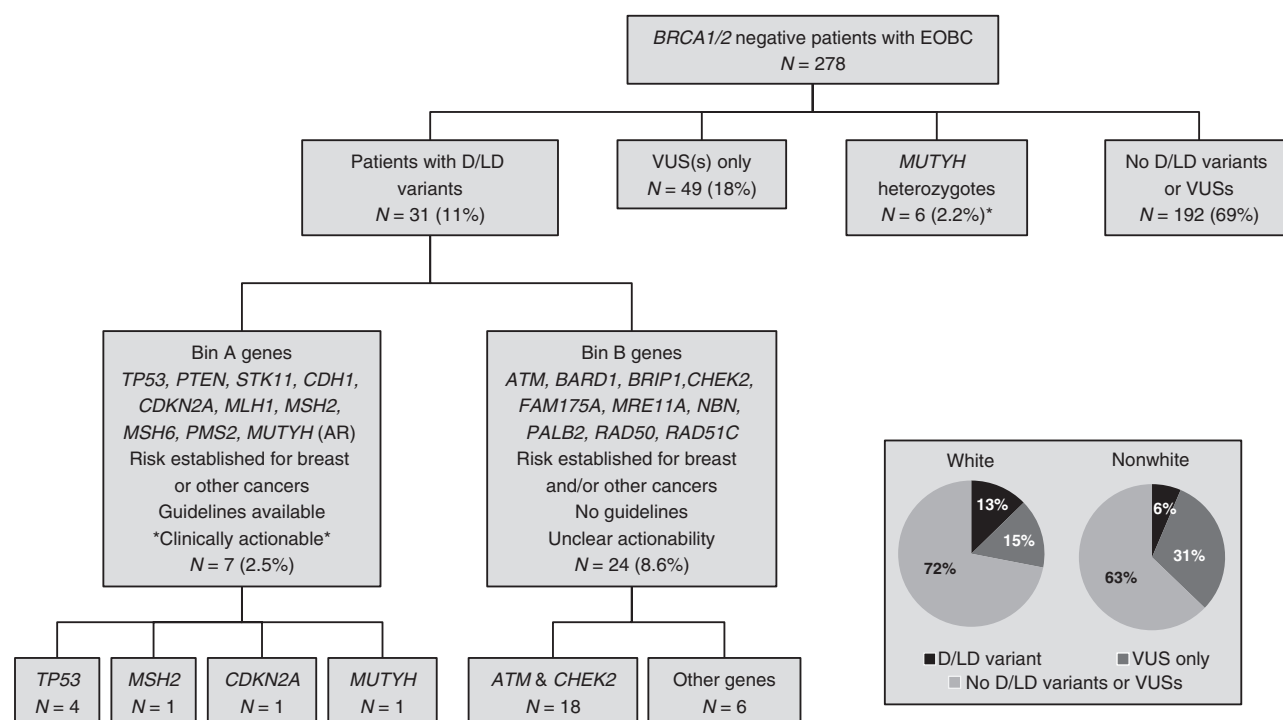 BRCA1/2 negative patients with EOBC
N = 278
Patients with D/LD
variants
N = 31 (11%)
VUS(s) only
N = 49 (18%)
MUTYH
heterozygotes
N = 6 (2.2%)*
No D/LD variants
or VUSs
N = 192 (69%)
Bin A genes
TP53, PTEN, STK11, CDH1,
CDKN2A, MLH1, MSH2,
MSH6, PMS2, MUTYH (AR)
Risk established for breast
or other cancers
Guidelines available
*Clinically actionable*
N = 7 (2.5%)
Bin B genes
ATM, BARD1, BRIP1,CHEK2,
FAM175A, MRE11A, NBN,
PALB2, RAD50, RAD51C
Risk established for breast
and/or other cancers
No guidelines
Unclear actionability
N = 24 (8.6%)
TP53
N = 4
MSH2
N = 1
CDKN2A
N = 1
MUTYH
N = 1
ATM & CHEK2
N = 18
Other genes
N = 6
White
13%
15%
72%
Nonwhite
6%
31%
63%
D/LD variant
VUS only
No D/LD variants or VUSs